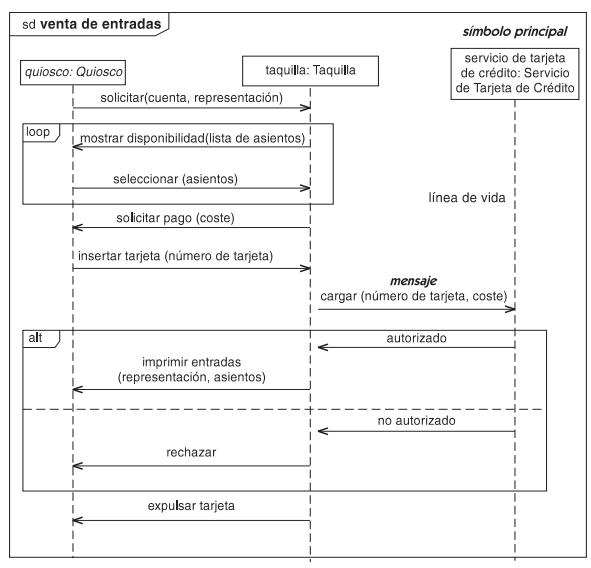 sd venta de entradas
símbolo principal
quiosco: Quiosco
taquilla: Taquilla
servicio de tarjeta
de crédito: Servicio
de Tarjeta de Crédito
solicitar(cuenta, representación)
loop
mostrar disponibilidad(lista de asientos)
seleccionar (asientos)
línea de vida
solicitar pago (coste)
insertar tarjeta (número de tarjeta)
mensaje
cargar (número de tarjeta, coste)
alt
autorizado
imprimir entradas
(representación, asientos)
no autorizado
rechazar
expulsar tarjeta